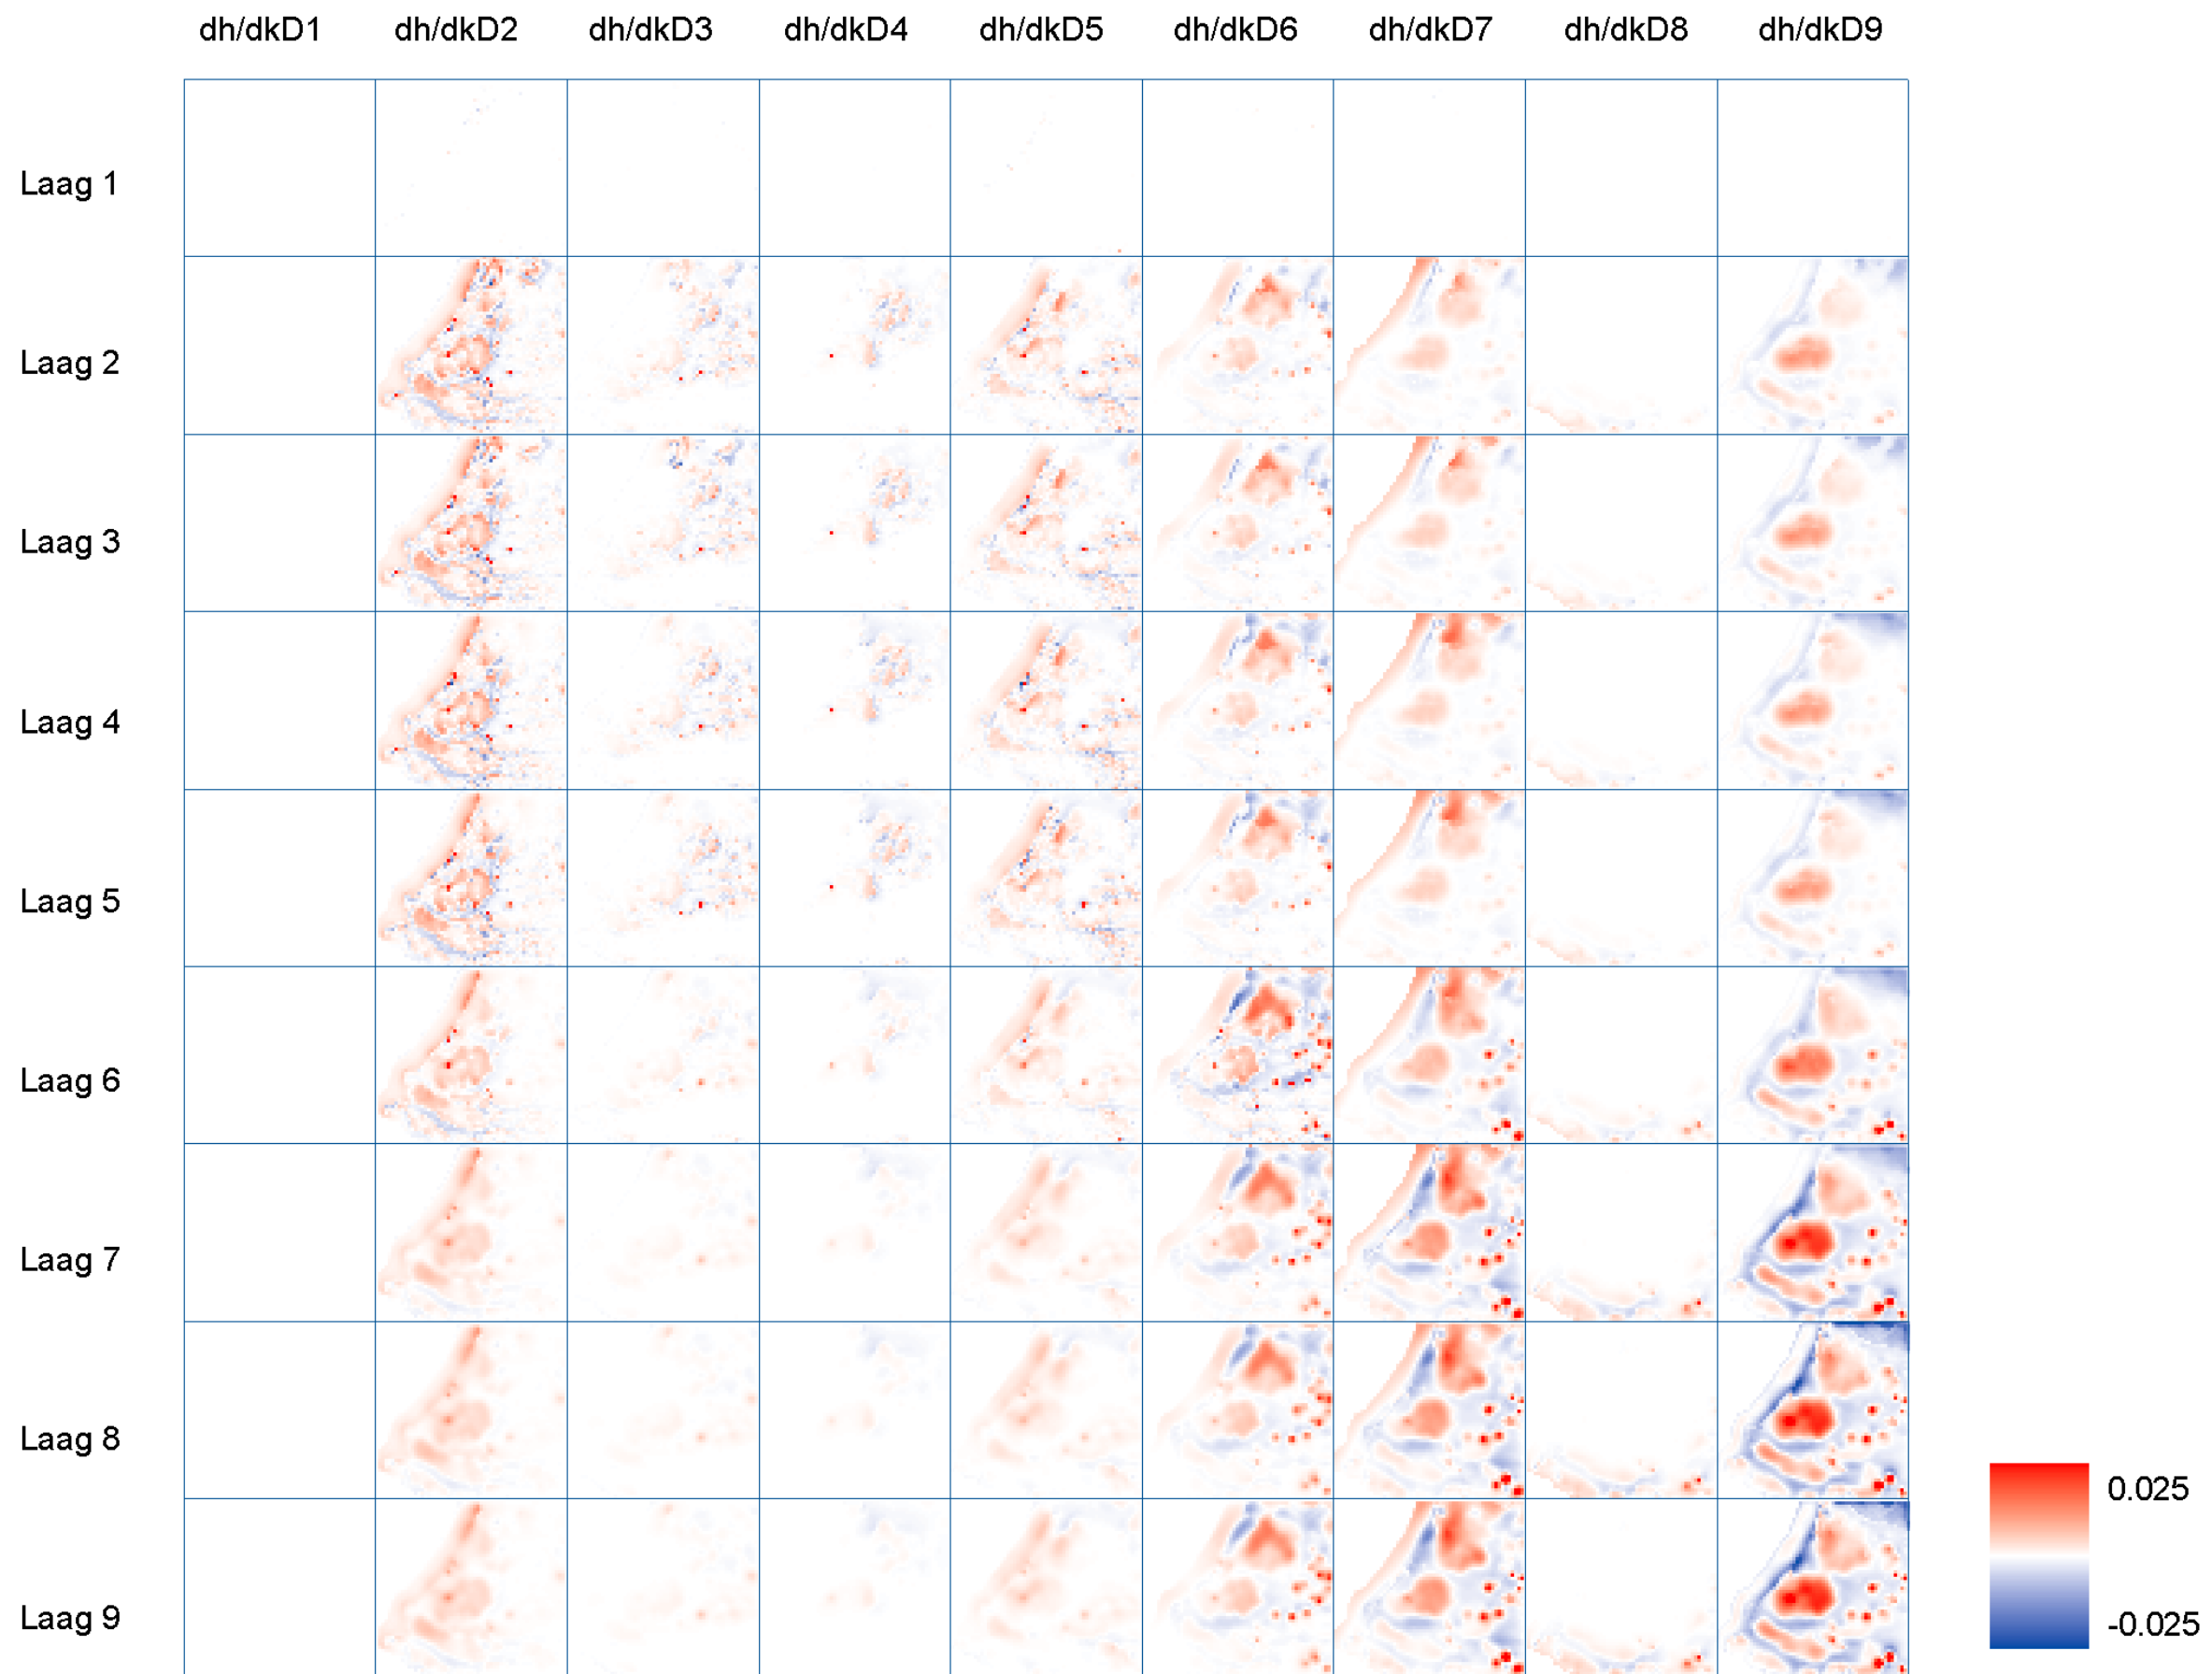 dh/dkD1 dh/dkD2 dh/dkD3 dh/dkD4 dh/dkD5 dh/dkD6 dh/dkD7 dh/dkD8 dh/dkD9
Laag 1
Laag 2
Laag 3
Laag 4
Laag 5
Laag 6
Laag 7
Laag 8
Laag 9
0.025
-0.025